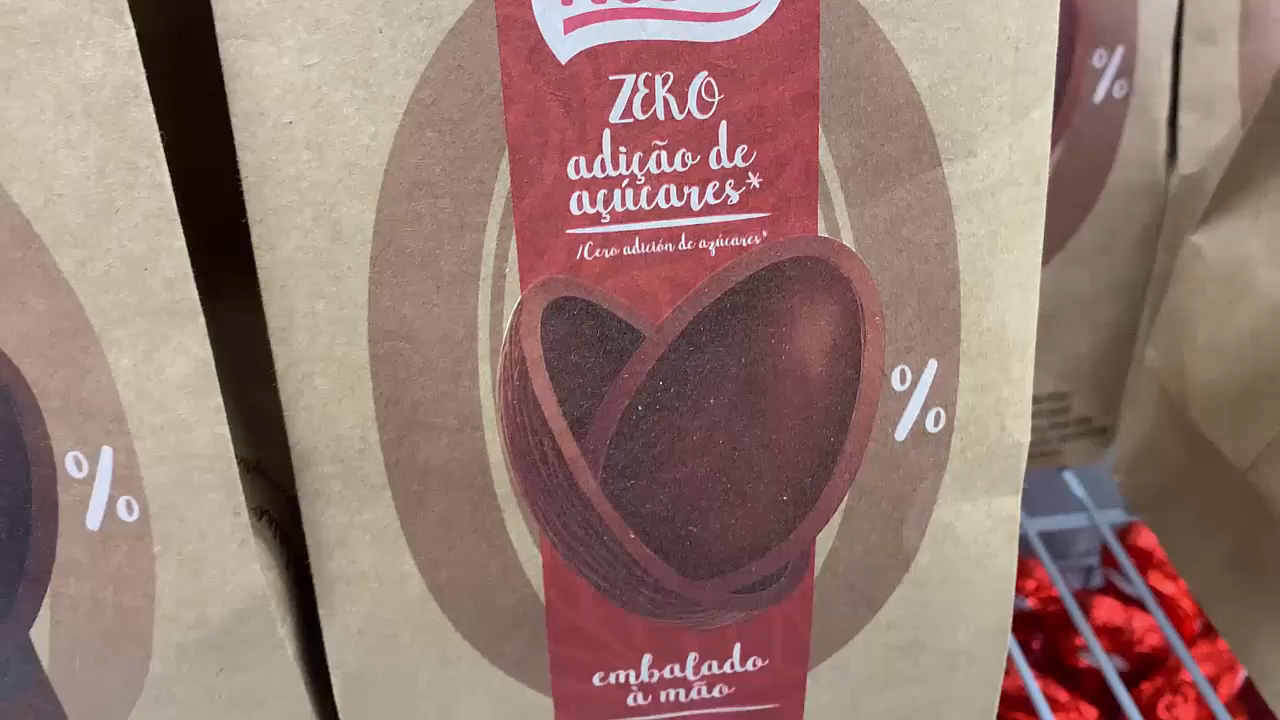 ZERO
adição de
açúcares*
/Cero adición de azúcares*
%
%
%
embalado
à mão